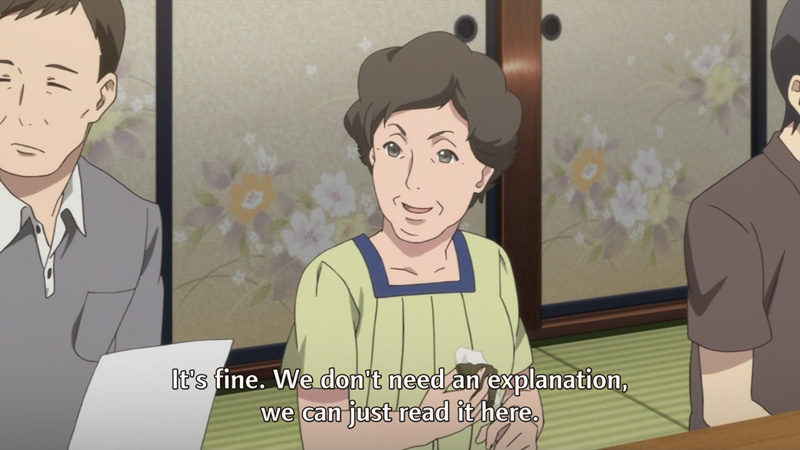 It's fine. We don't need an explanation,
we can just read it here.